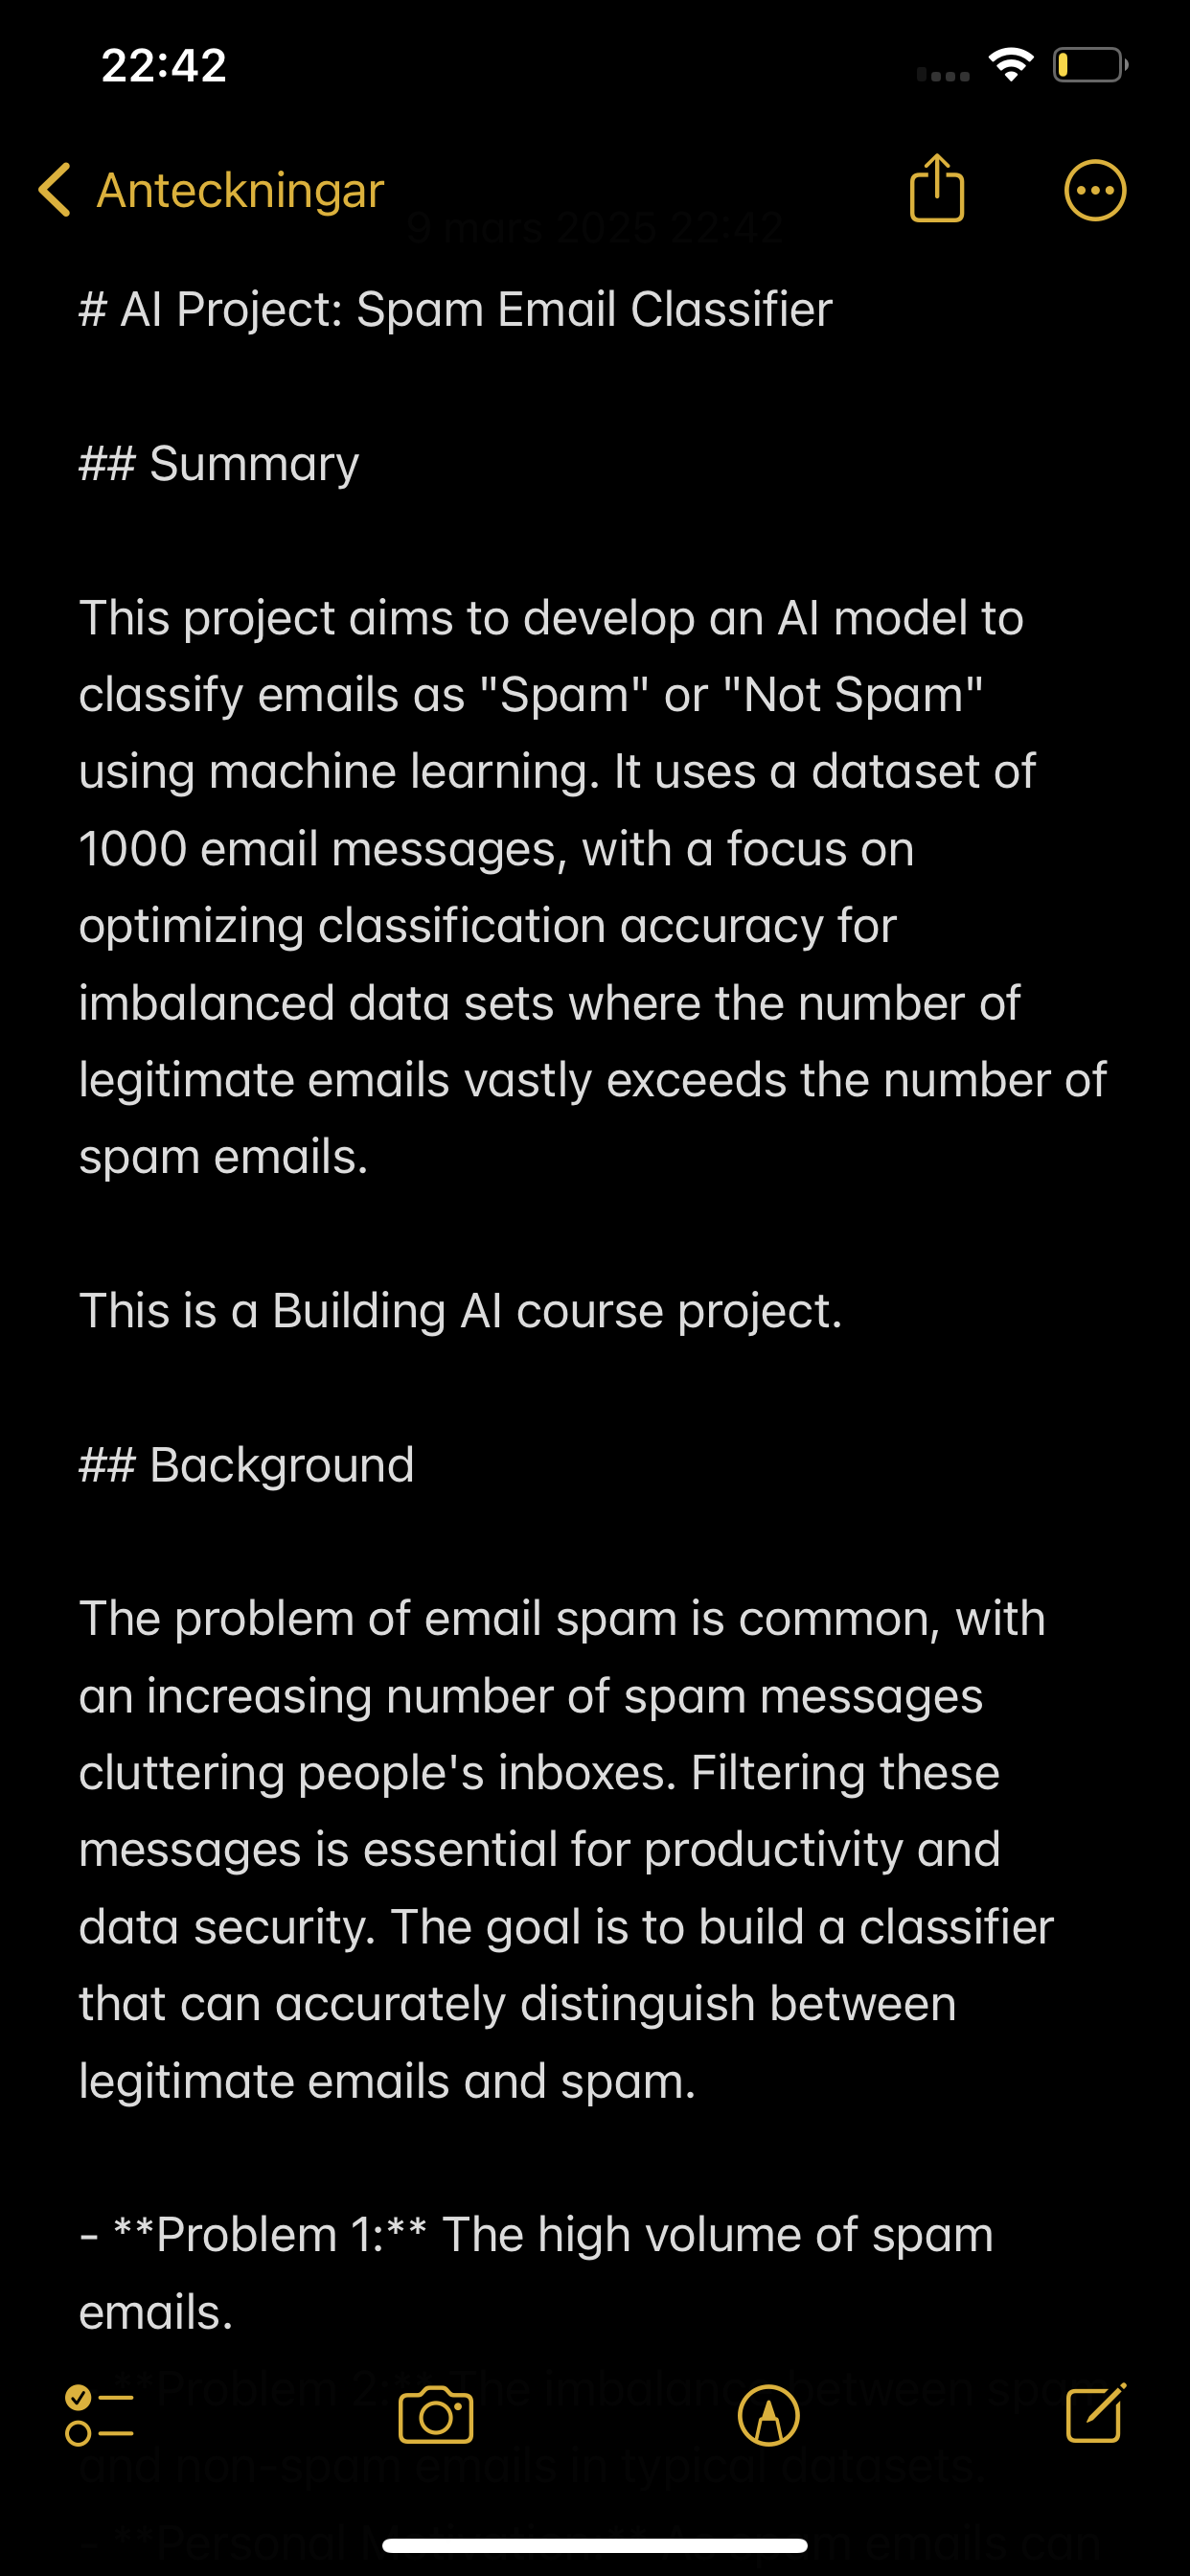 22:42
Anteckningar
9 mars 2025 22:42
# AI Project: Spam Email Classifier
## Summary
This project aims to develop an AI model to
classify emails as "Spam" or "Not Spam"
using machine learning. It uses a dataset of
1000 email messages, with a focus on
optimizing classification accuracy for
imbalanced data sets where the number of
legitimate emails vastly exceeds the number of
spam emails.
This is a Building AI course project.
## Background
The problem of email spam is common, with
an increasing number of spam messages
cluttering people's inboxes. Filtering these
messages is essential for productivity and
data security. The goal is to build a classifier
that can accurately distinguish between
legitimate emails and spam.
- **Problem 1:** The high volume of spam
emails.
**Problem 2:** The imbalance between
and non-spam emails in typical datasets.
- **Personal emails can